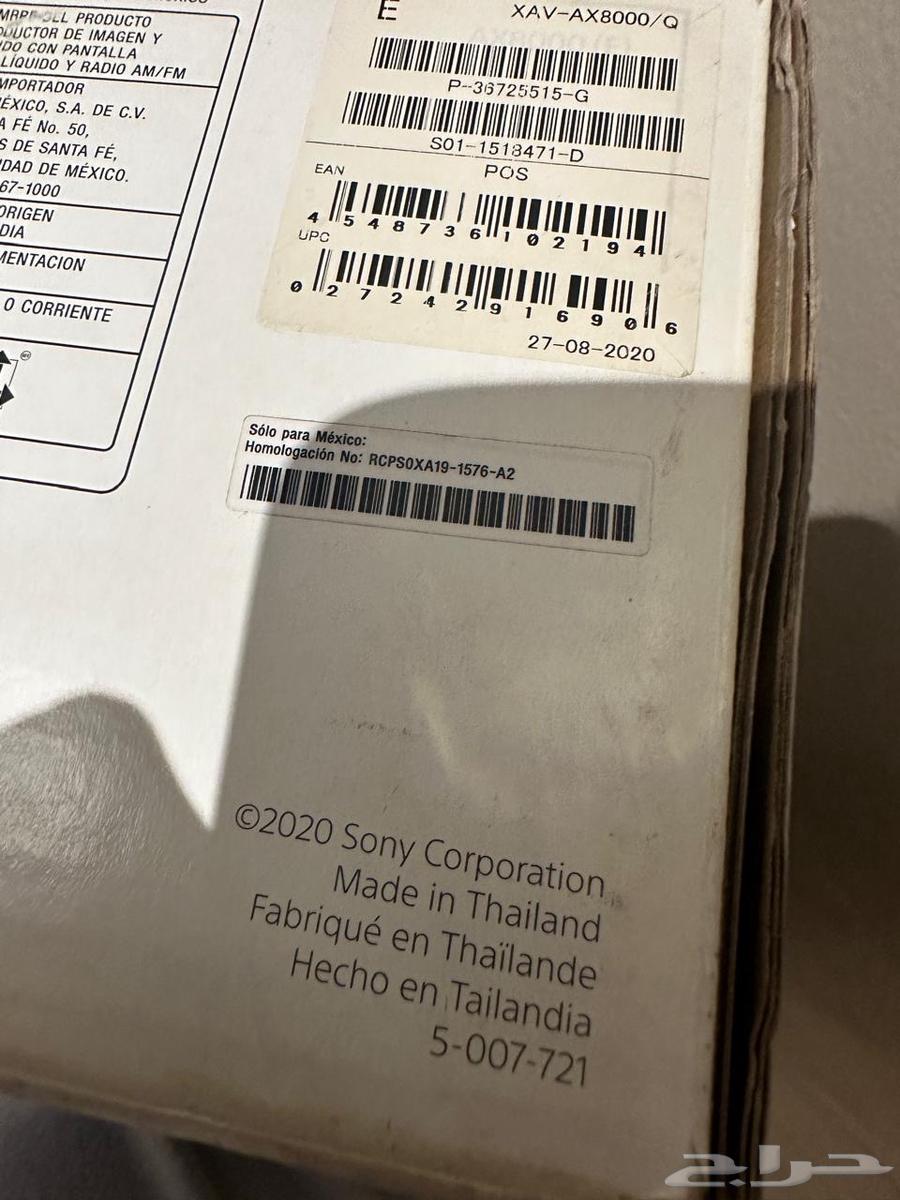 PRODUCTO
DUCTOR DE IMAGEN Y
DO CON PANTALLA
LÍQUIDO Y RADIO AM/FM
IMPORTADOR
MÉXICO, S.A. DE C.V.
A FÉ No. 50,
S DE SANTA FÉ,
UDAD DE MÉXICO.
67-1000
ORIGEN
DIA
MENTACION
O CORRIENTE
E
XAV-AX8000/Q
P-36725515-G
S01-1518471-D
POS
EAN
4 548736 102194
UPC
0 27242 91690 6
27-08-2020
Sólo para México:
Homologación No: RCPS0XA19-1576-A2
©2020 Sony Corporation
Made in Thailand
Fabriqué en Thaïlande
Hecho en Tailandia
5-007-721
حراج